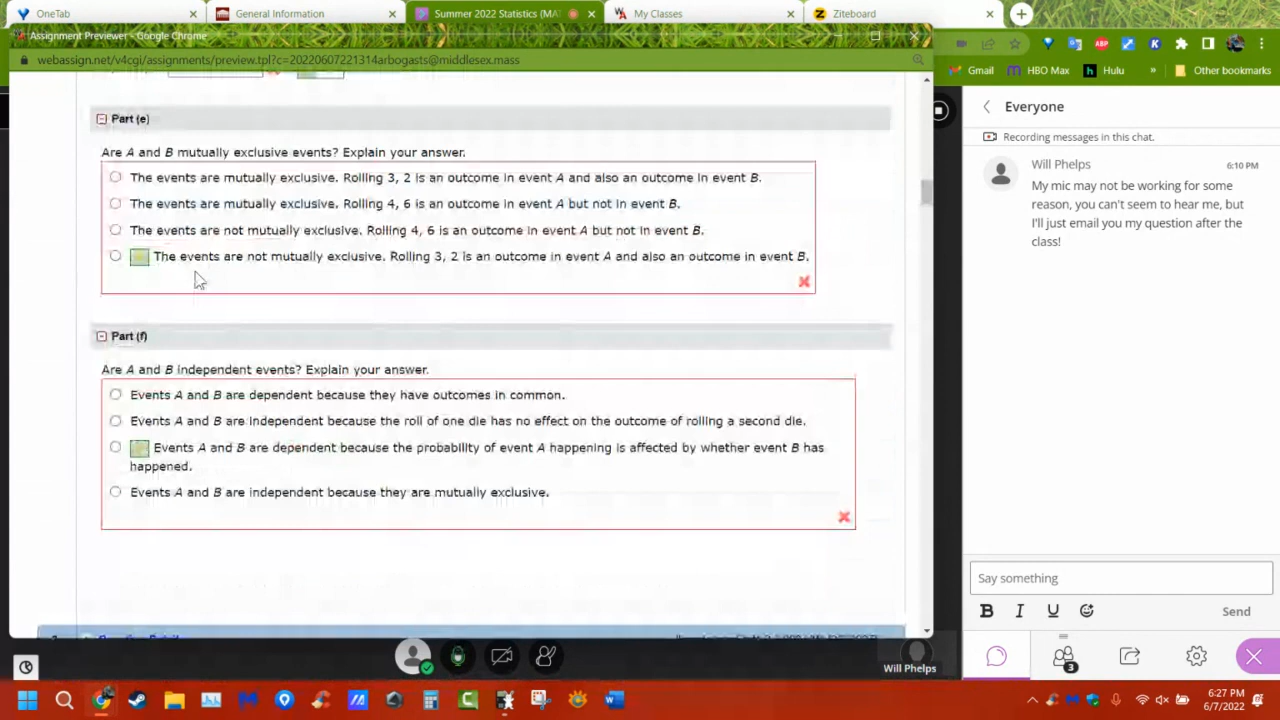 OneTab
General Information
Summer 2022 Statistics (MA
My Classes
Ziteboard
Assignment Previewer - Google Chrome
webassign.net/v4cgi/assignments/preview.tpl?c=20220607221314arbogasts@middlesex.mass
Gmail
HBO Max
Hulu
»
Other bookmarks
Part (e)
Are A and B mutually exclusive events? Explain your answer.
The events are mutually exclusive. Rolling 3, 2 is an outcome in event A and also an outcome in event B.
The events are mutually exclusive. Rolling 4, 6 is an outcome in event A but not in event B.
The events are not mutually exclusive. Rolling 4, 6 is an outcome in event A but not in event B.
The events are not mutually exclusive. Rolling 3, 2 is an outcome in event A and also an outcome in event B.
Part (f)
Are A and B independent events? Explain your answer.
Events A and B are dependent because they have outcomes in common.
Events A and B are independent because the roll of one die has no effect on the outcome of rolling a second die.
Events A and B are dependent because the probability of event A happening is affected by whether event B has
happened.
Events A and B are independent because they are mutually exclusive.
Everyone
Recording messages in this chat.
Will Phelps
6:10 PM
My mic may not be working for some
reason, you can't seem to hear me, but
I'll just email you my question after the
class!
Say something
B I U
Send
3
Will Phelps
6:27 PM
6/7/2022